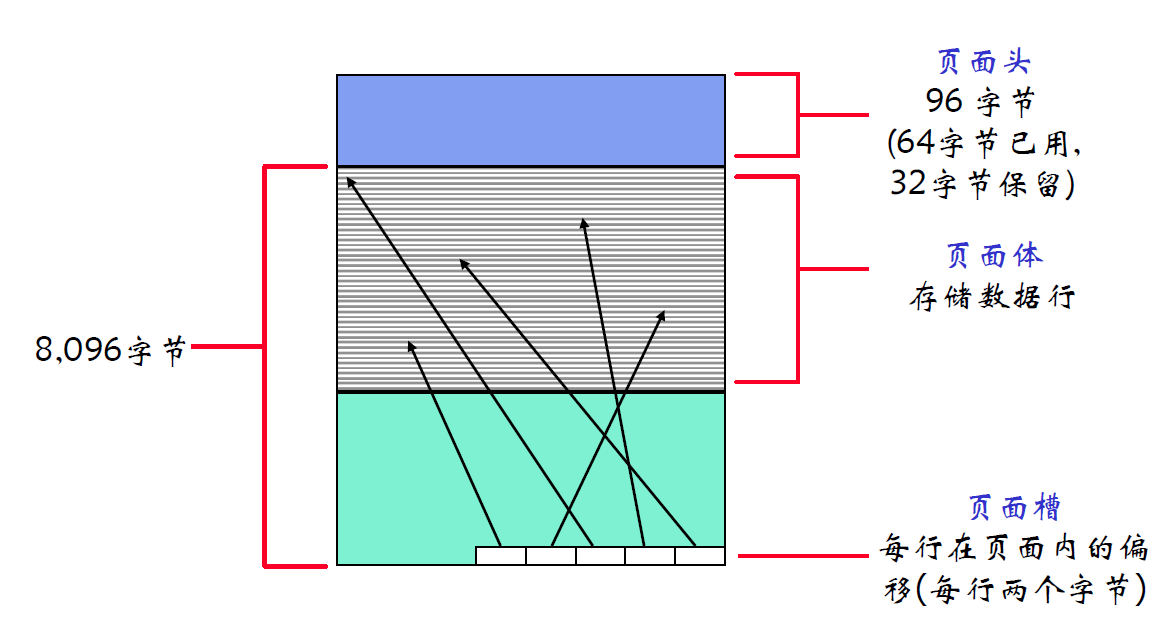 页面头
96 字节
(64字节已用,
32字节保留)
页面体
存储数据行
8,096字节
页面槽
每行在页面内的偏
移(每行两个字节)